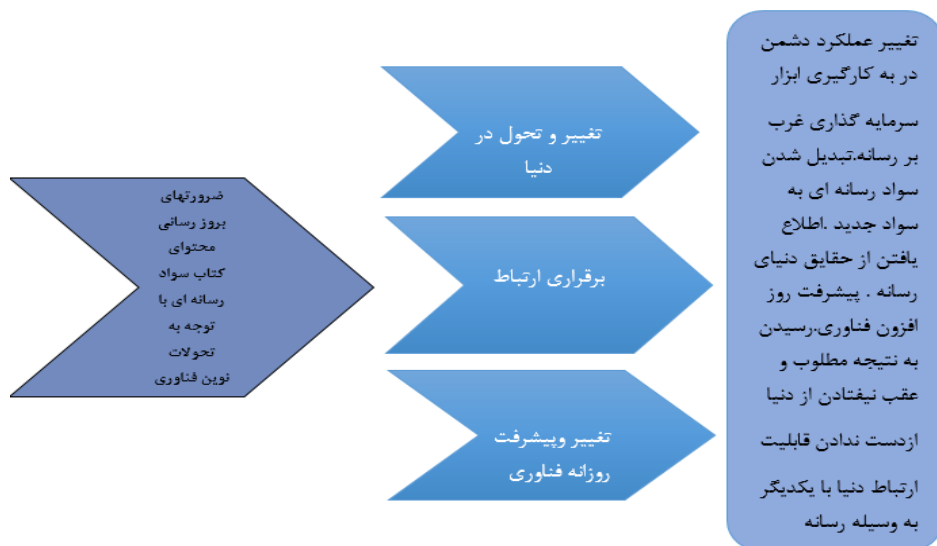 تغییر عملکرد دشمن
در به کارگیری ابزار
سرمایه گذاری غرب
بر رسانه.تبدیل شدن
سواد رسانه ای به
سواد جدید .اطلاع
یافتن از حقایق دنیای
رسانه . پیشرفت روز
افزون فناوری.رسیدن
به نتیجه مطلوب و
عقب نیفتادن از دنیا
ازدست ندادن قابلیت
ارتباط دنیا با یکدیگر
به وسیله رسانه
تغییر و تحول در
دنیا
برقراری ارتباط
تغییر وپیشرفت
روزانه فناوری
ضرورتهای
بروز رسانی
محتوای
کتاب سواد
رسانه ای با
توجه به
تحولات
نوین فناوری